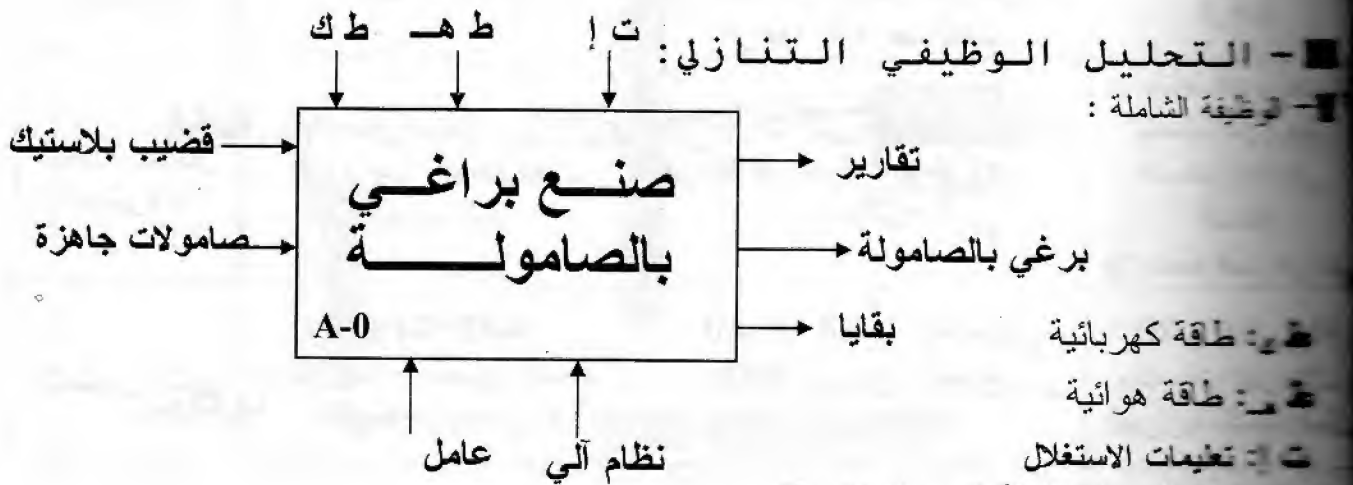 التحليل الوظيفي التنازلي:
الوظيفة الشاملة :
ط ك
ط هـ
ت إ
قضيب بلاستيك
صامولات جاهزة
صنع براغي
بالصامولة
A-0
تقارير
برغي بالصامولة
بقايا
عامل
نظام آلي
طاقة كهربائية
طاقة هوائية
ت إ: تعليمات الاستغلال